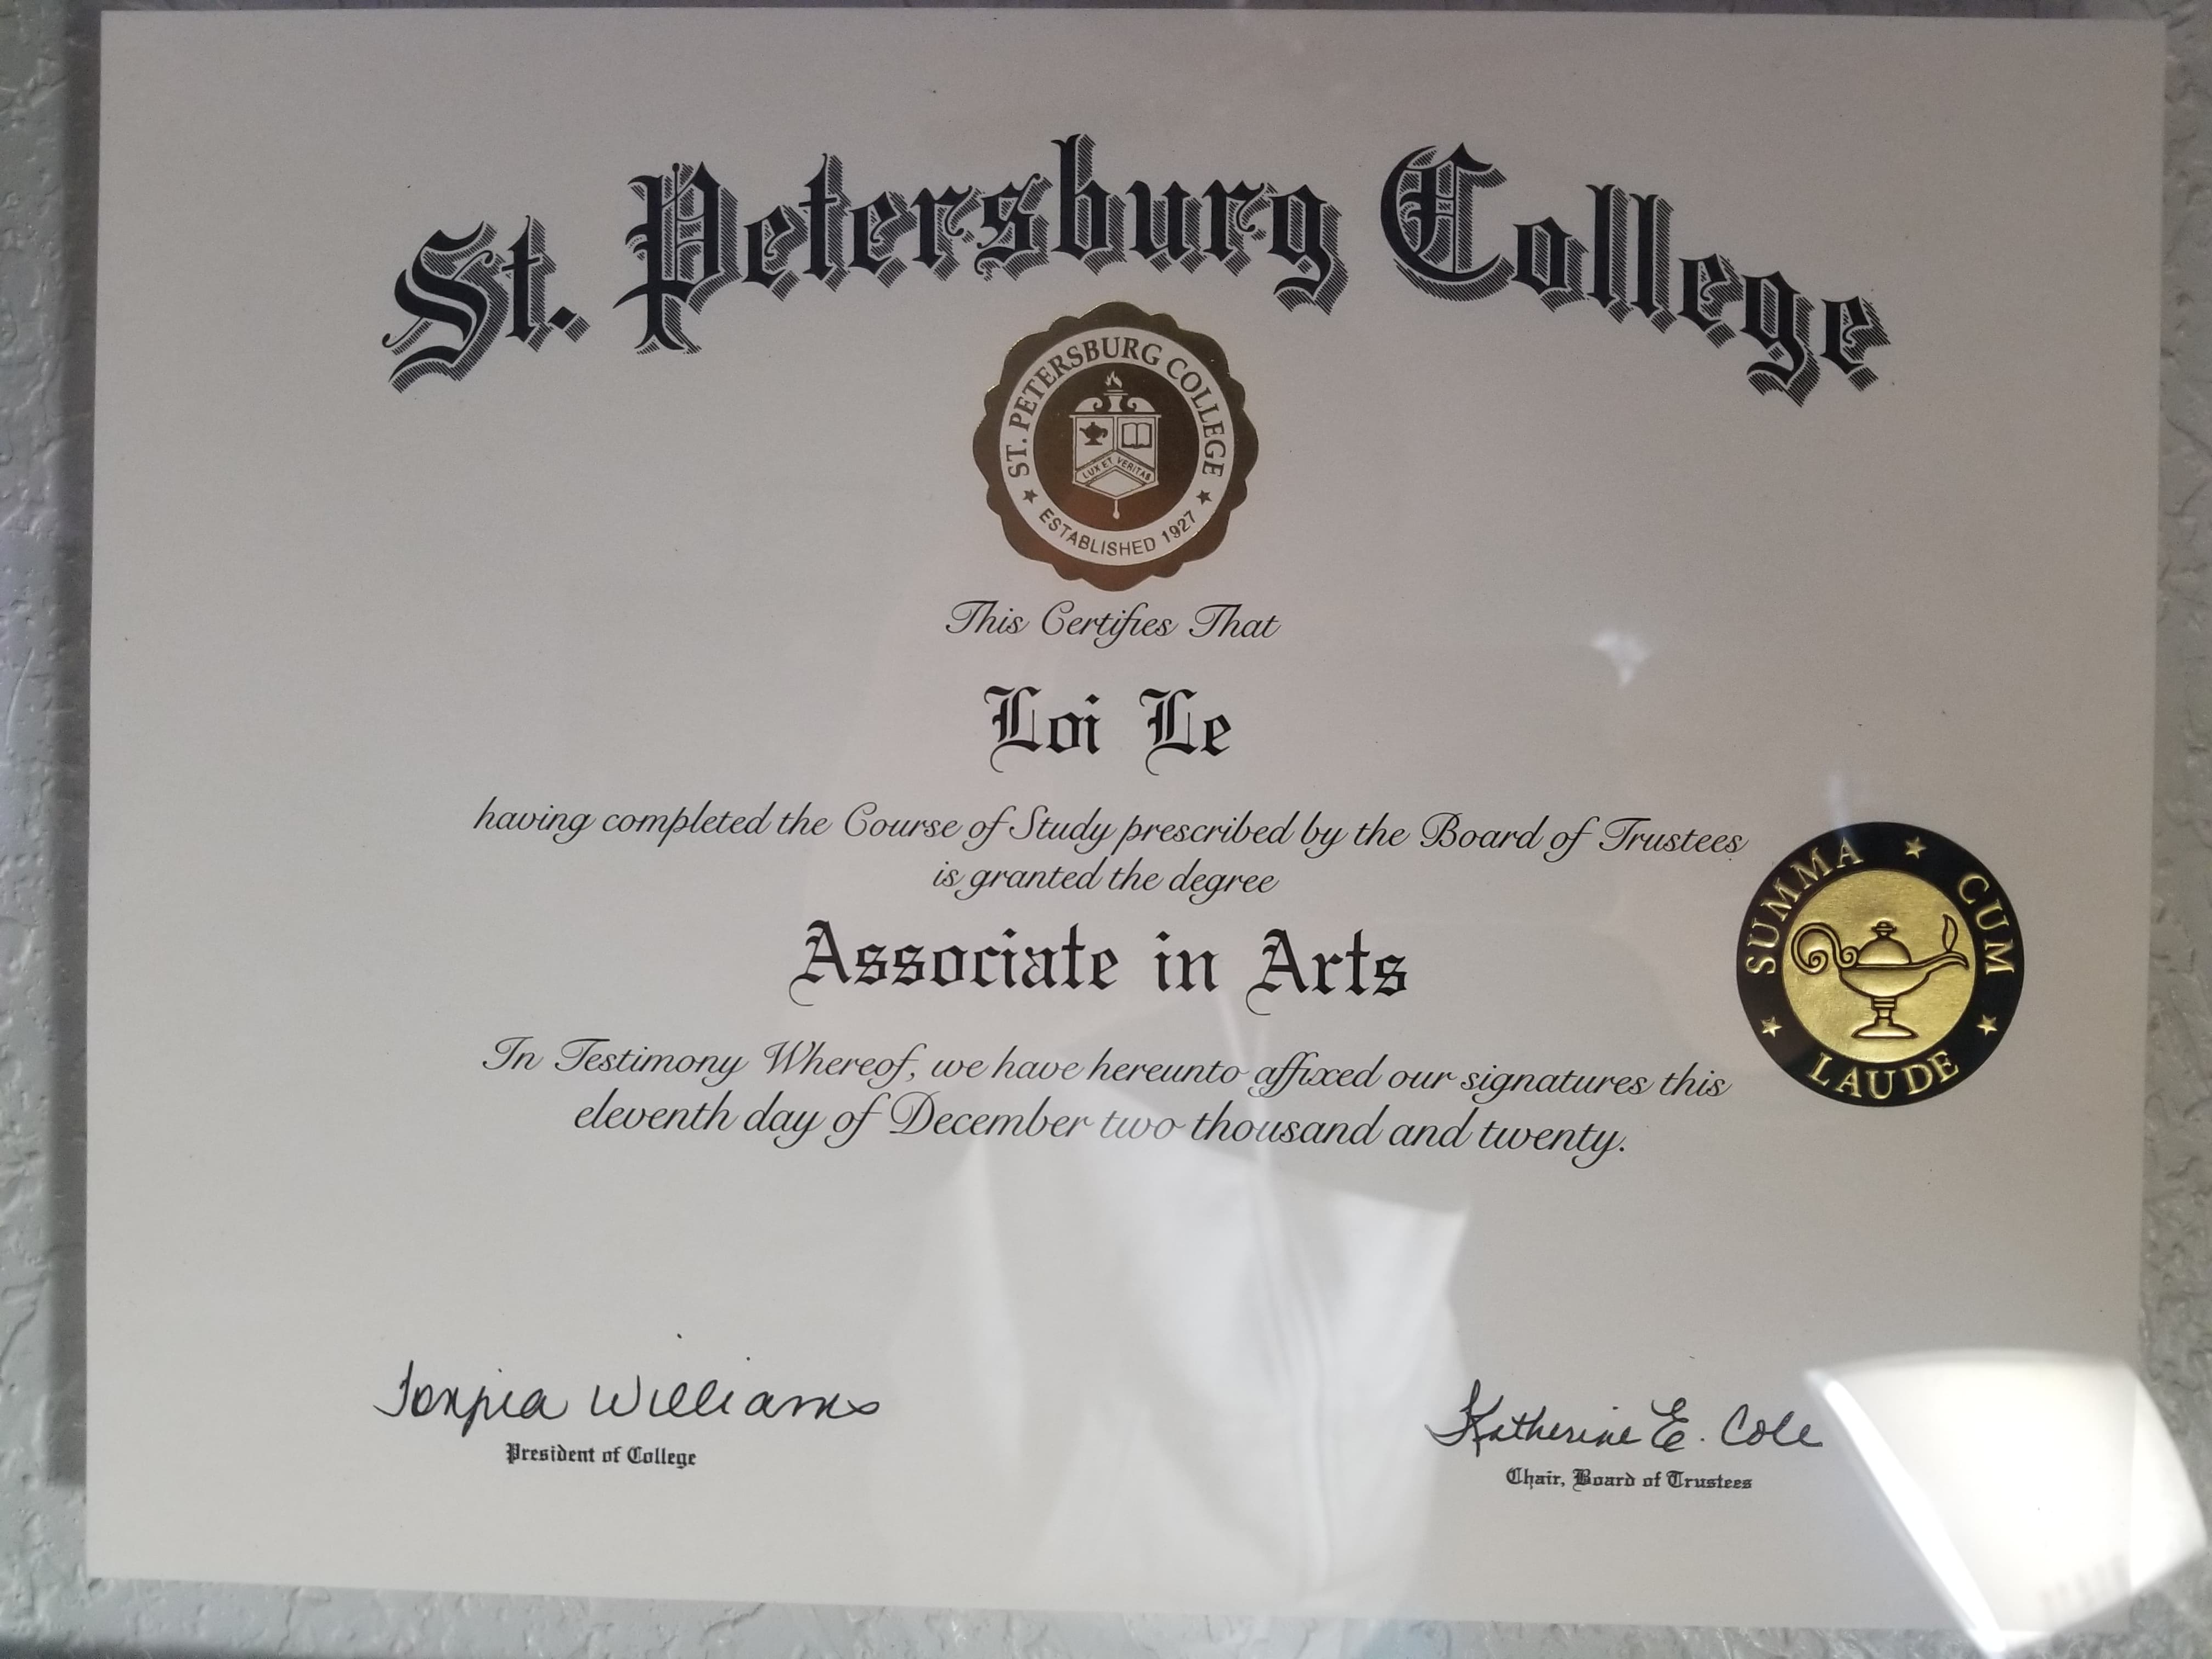 St. Petersburg College
ST. PETERSBURG COLLEGE
LUX ET VERITAS
ESTABLISHED 1927
This Certifies That
Loi Le
having completed the Course of Study prescribed by the Board of Trustees
is granted the degree
Associate in Arts
SUMMA CUM LAUDE
In Testimony Whereof, we have hereunto affixed our signatures this
eleventh day of December two thousand and twenty.
Tonjua Williams
President of College
Katherine E. Cole
Chair, Board of Trustees